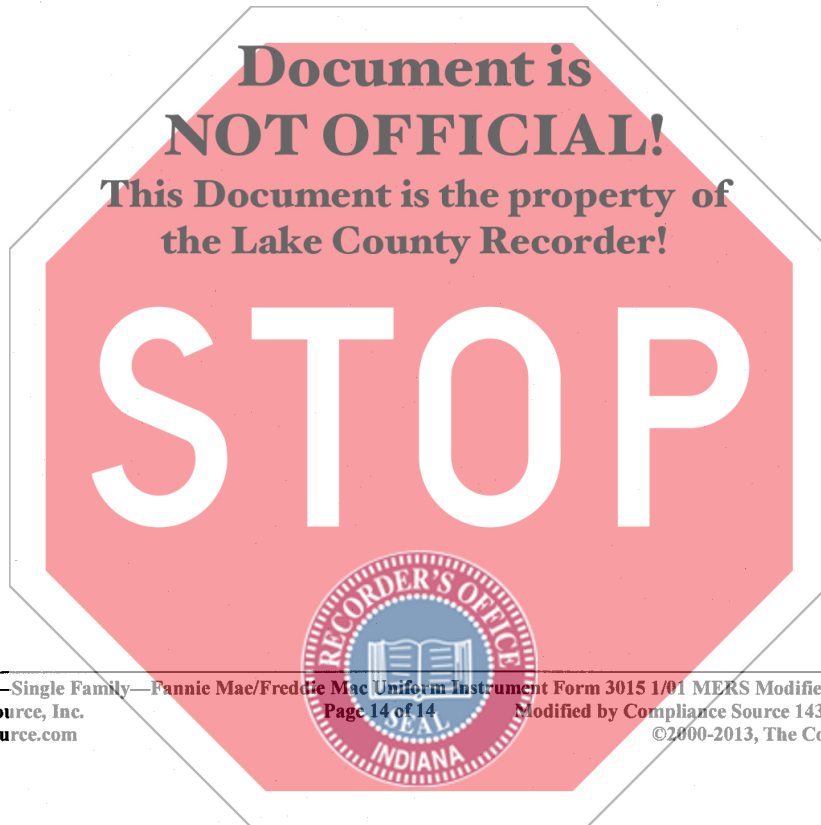 Document is
NOT OFFICIAL!
This Document is the property of
the Lake County Recorder!
STOP
RECORDER'S OFFICE
SEAL
INDIANA
—Single Family—Fannie Mae/Freddie Mac Uniform Instrument Form 3015 1/01 MERS Modifie
urce, Inc. Page 14 of 14 Modified by Compliance Source 143
urce.com ©2000-2013, The Co